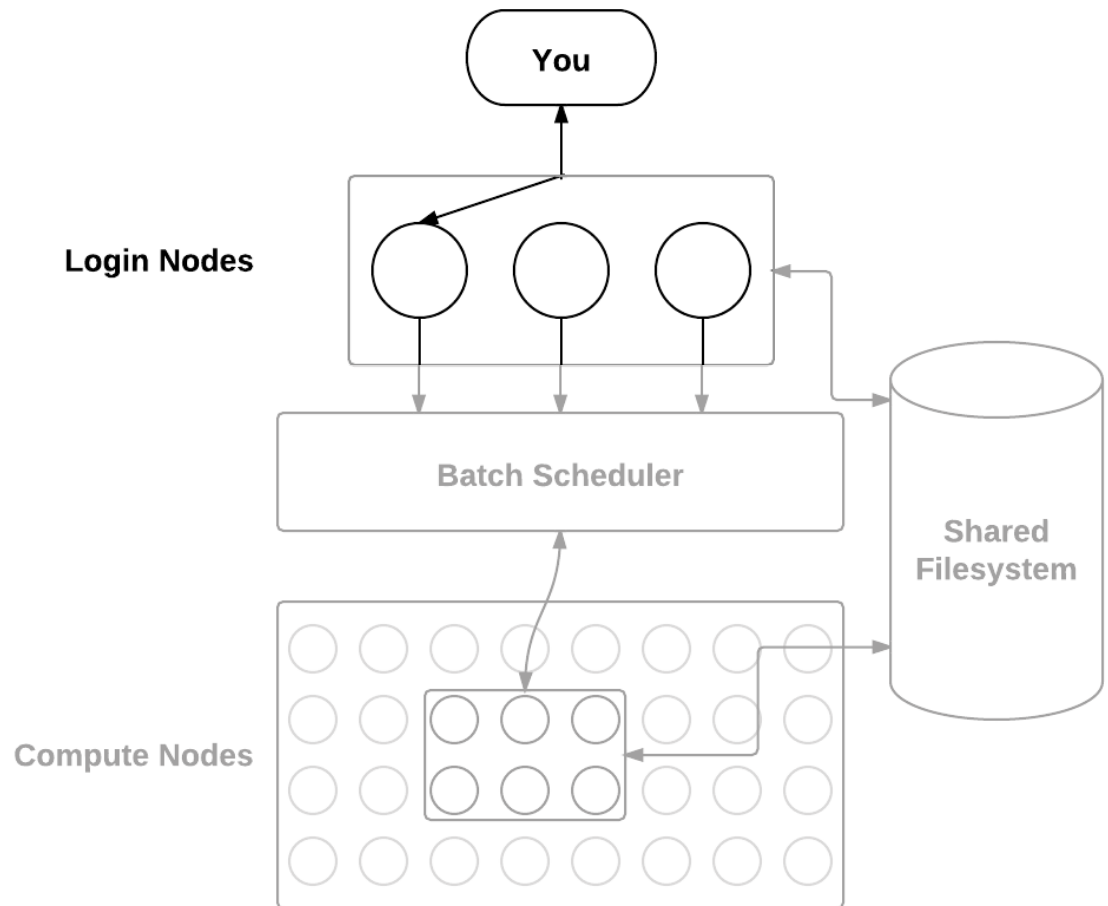 You
Login Nodes
Batch Scheduler
Shared
Filesystem
Compute Nodes